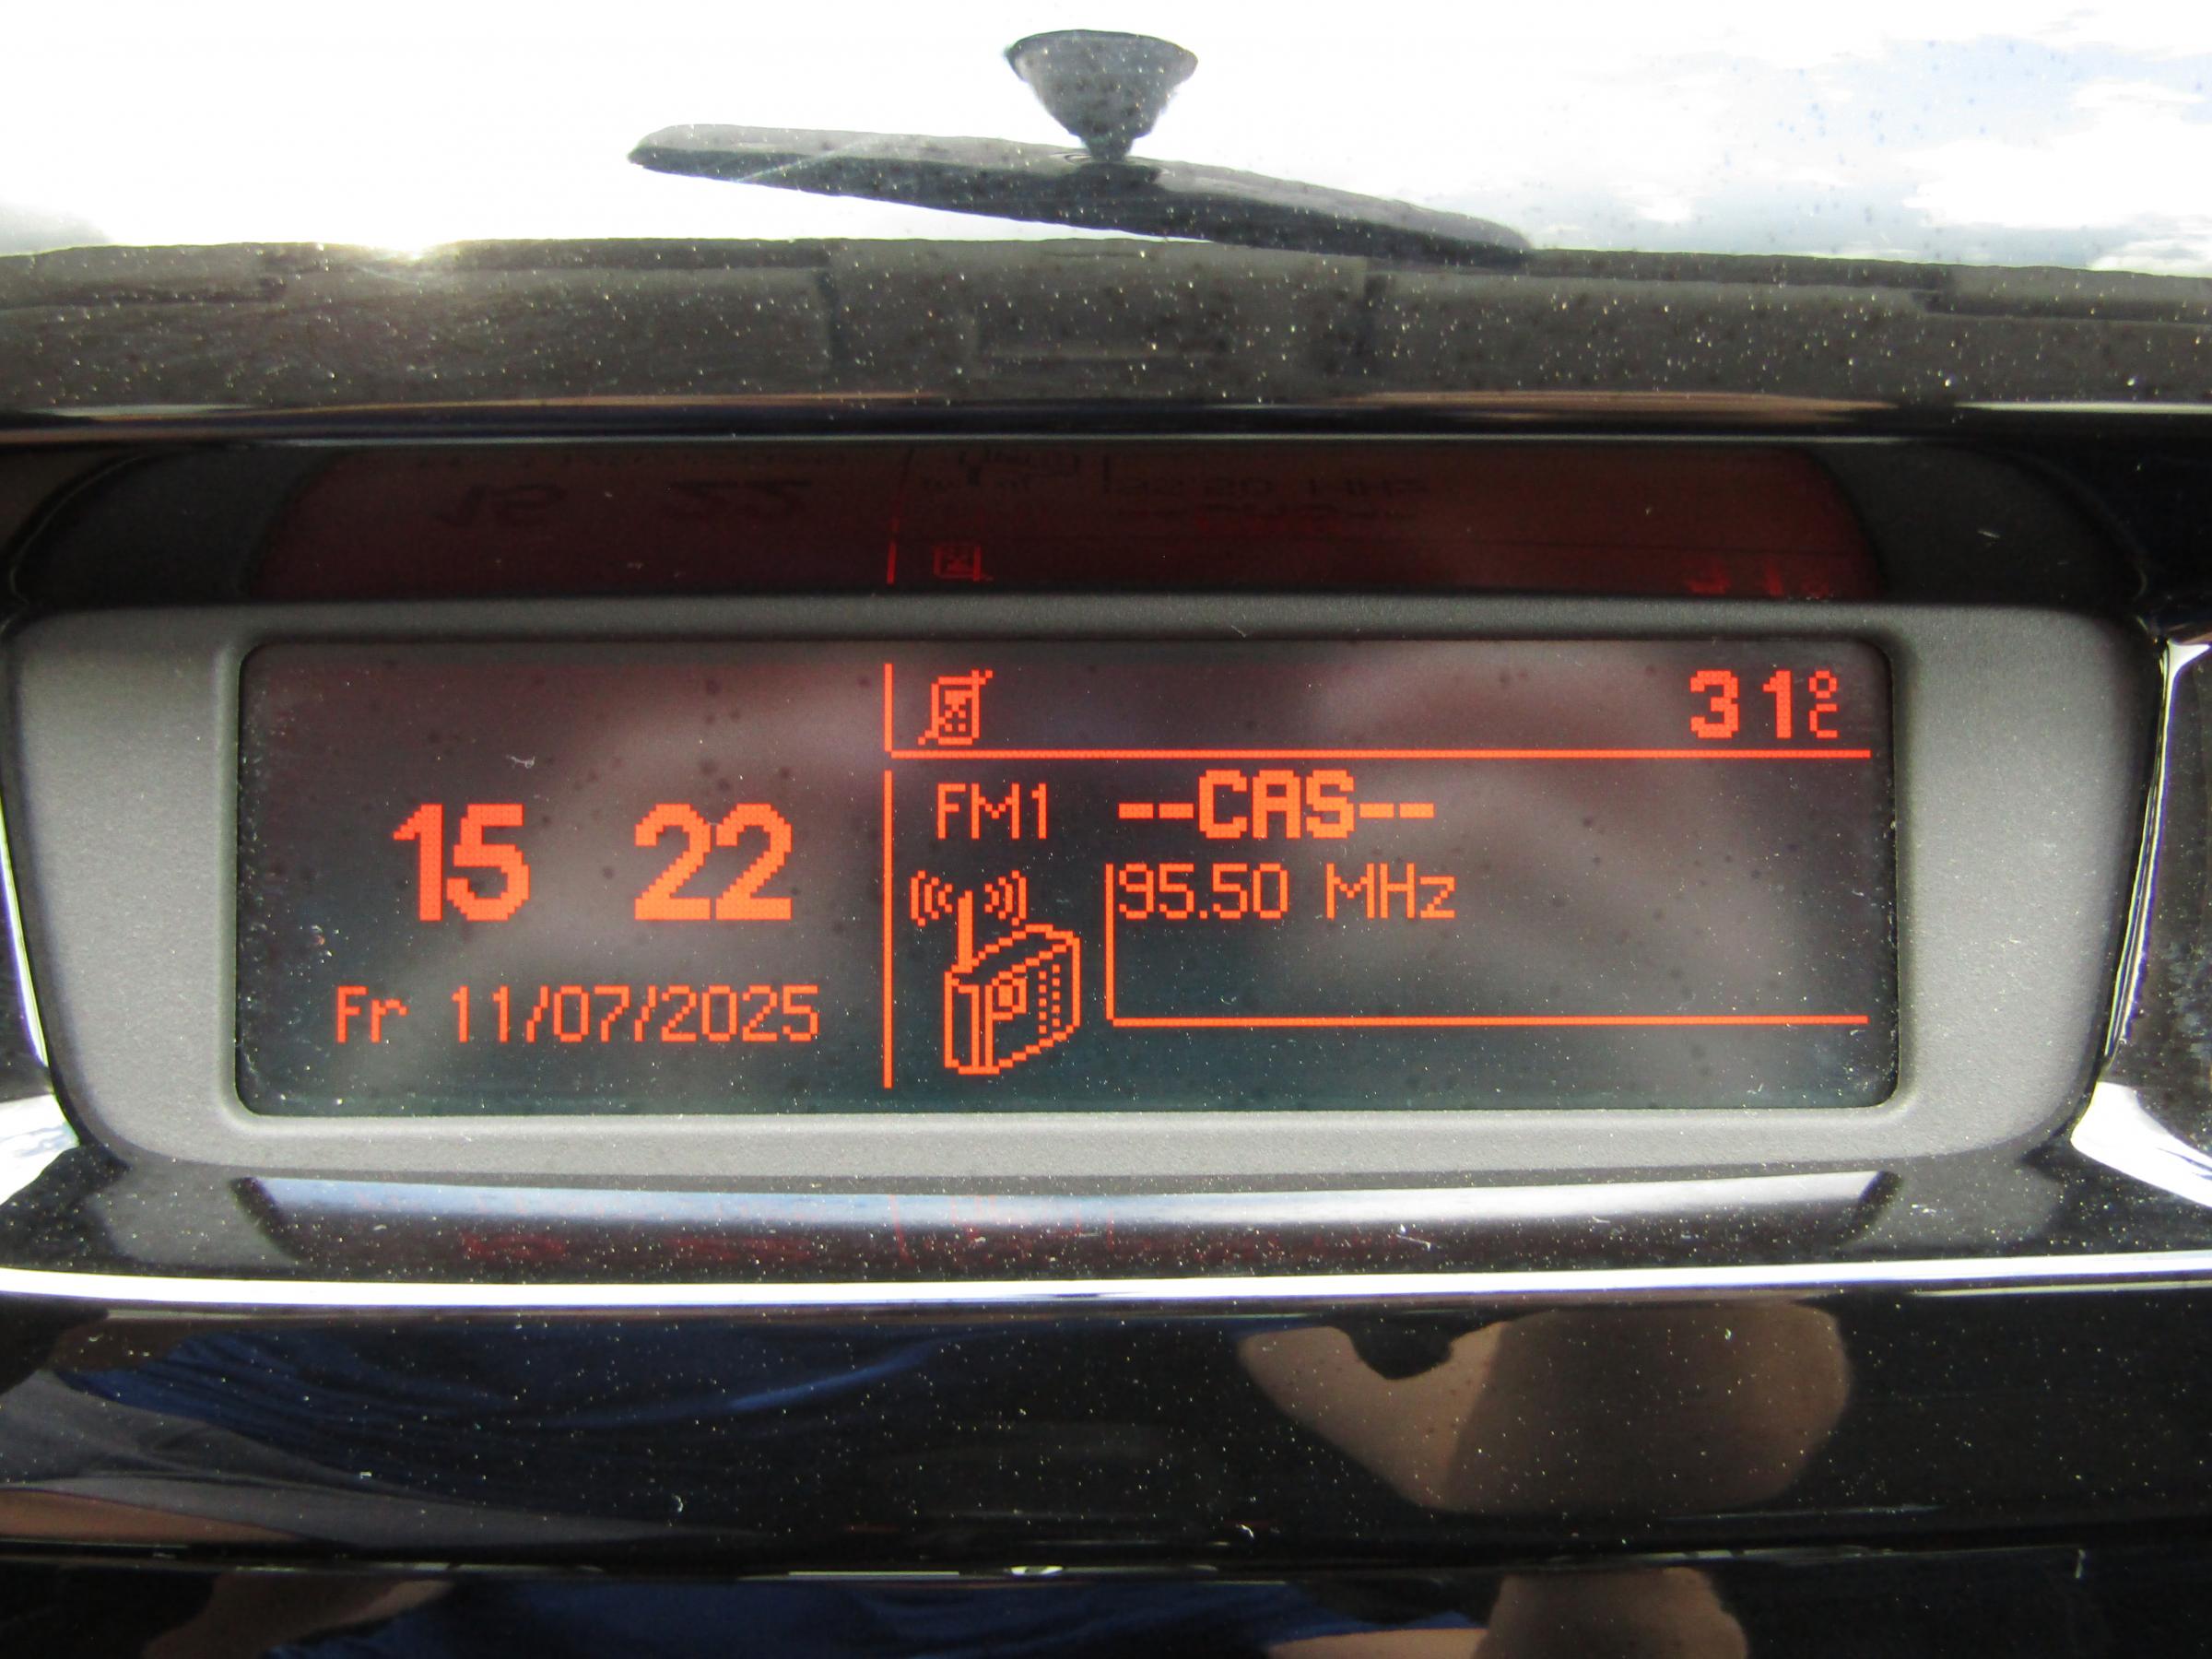 31°C
15 22
FM1 --CAS--
95.50 MHz
Fr 11/07/2025